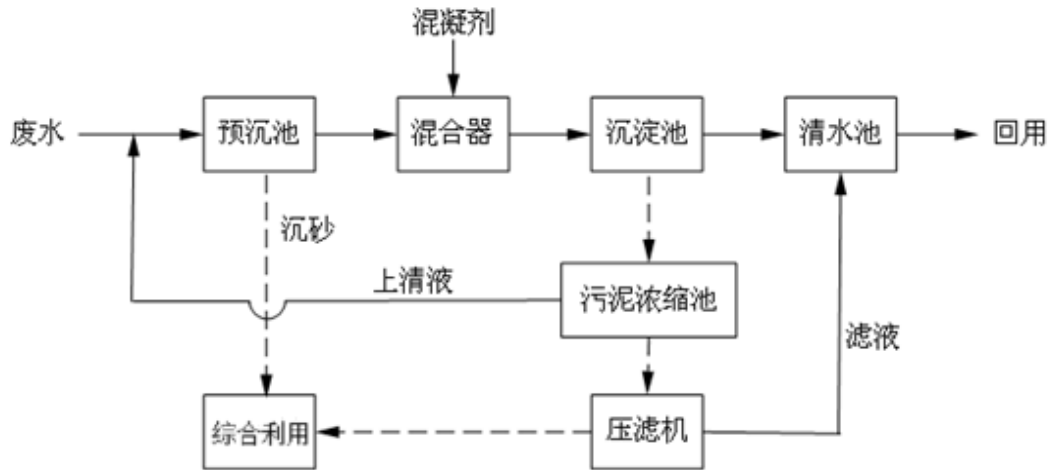 混凝剂
废水
预沉池
混合器
沉淀池
清水池
回用
沉砂
上清液
污泥浓缩池
滤液
综合利用
压滤机